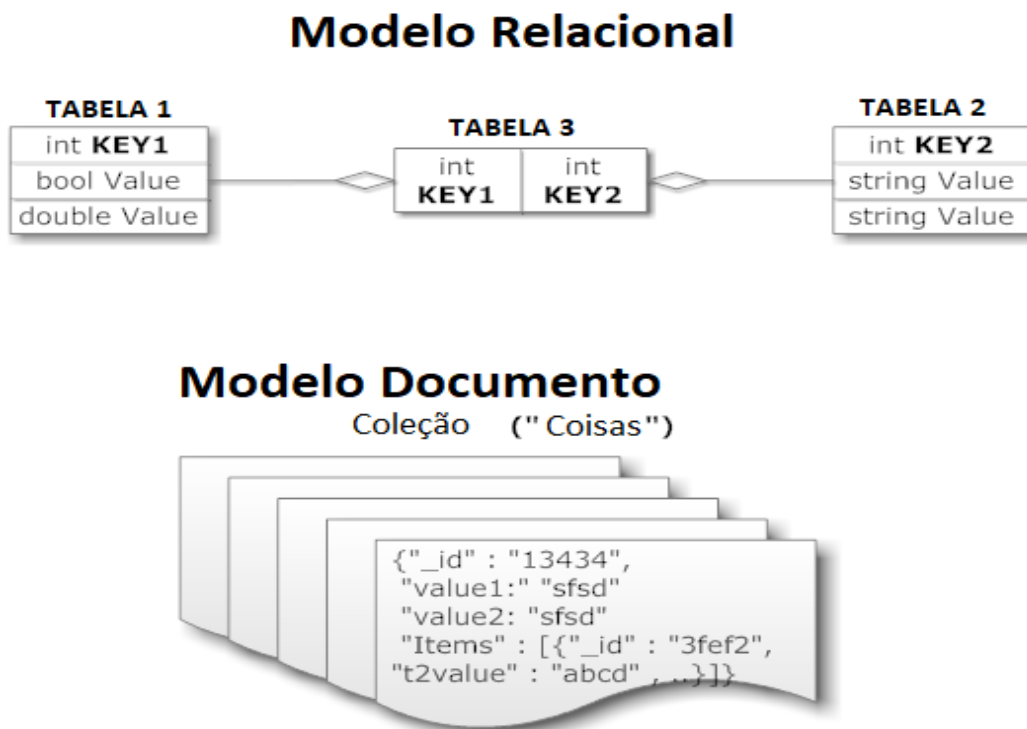 Modelo Relacional
TABELA 1
int KEY1
bool Value
double Value
TABELA 3
int
KEY1
int
KEY2
TABELA 2
int KEY2
string Value
string Value
Modelo Documento
Coleção ("Coisas")
{"_id" : "13434",
"value1:" "sfsd"
"value2: "sfsd"
"Items" : [{"_id" : "3fef2",
"t2value" : "abcd" , ..}]}